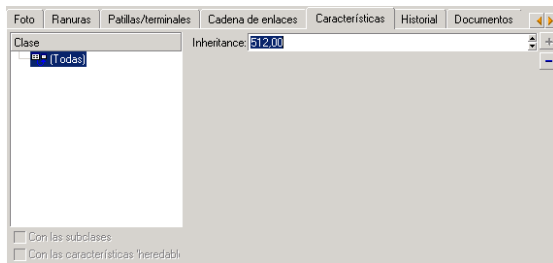 Foto Ranuras Patillas/terminales Cadena de enlaces Características Historial Documentos
Clase Inheritance: 512,00
(Todas)
Con las subclases
Con las características 'heredabl